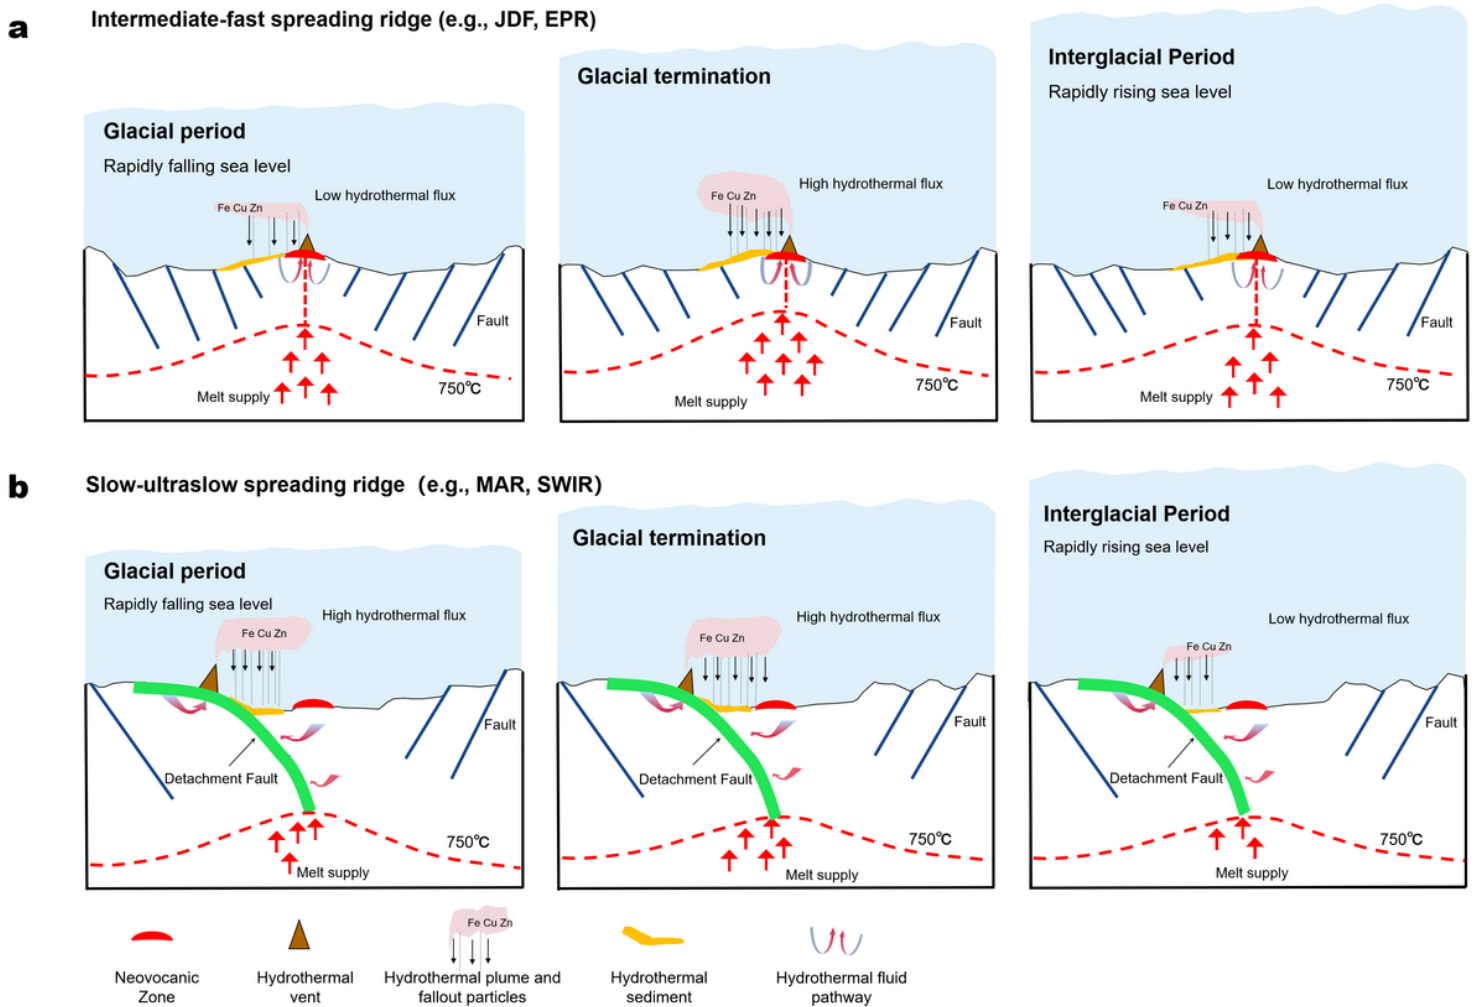 a
Intermediate-fast spreading ridge (e.g., JDF, EPR)
Glacial period
Rapidly falling sea level
Low hydrothermal flux
Fe Cu Zn
Fault
750℃
Melt supply
Glacial termination
High hydrothermal flux
Fe Cu Zn
Fault
750℃
Melt supply
Interglacial Period
Rapidly rising sea level
Low hydrothermal flux
Fe Cu Zn
Fault
750℃
Melt supply
b
Slow-ultraslow spreading ridge (e.g., MAR, SWIR)
Glacial period
Rapidly falling sea level
High hydrothermal flux
Fe Cu Zn
Fault
Detachment Fault
750℃
Melt supply
Glacial termination
High hydrothermal flux
Fe Cu Zn
Fault
Detachment Fault
750℃
Melt supply
Interglacial Period
Rapidly rising sea level
Low hydrothermal flux
Fe Cu Zn
Fault
Detachment Fault
750℃
Melt supply
Neovocanic
Zone
Hydrothermal
vent
Fe Cu Zn
Hydrothermal plume and
fallout particles
Hydrothermal
sediment
Hydrothermal fluid
pathway